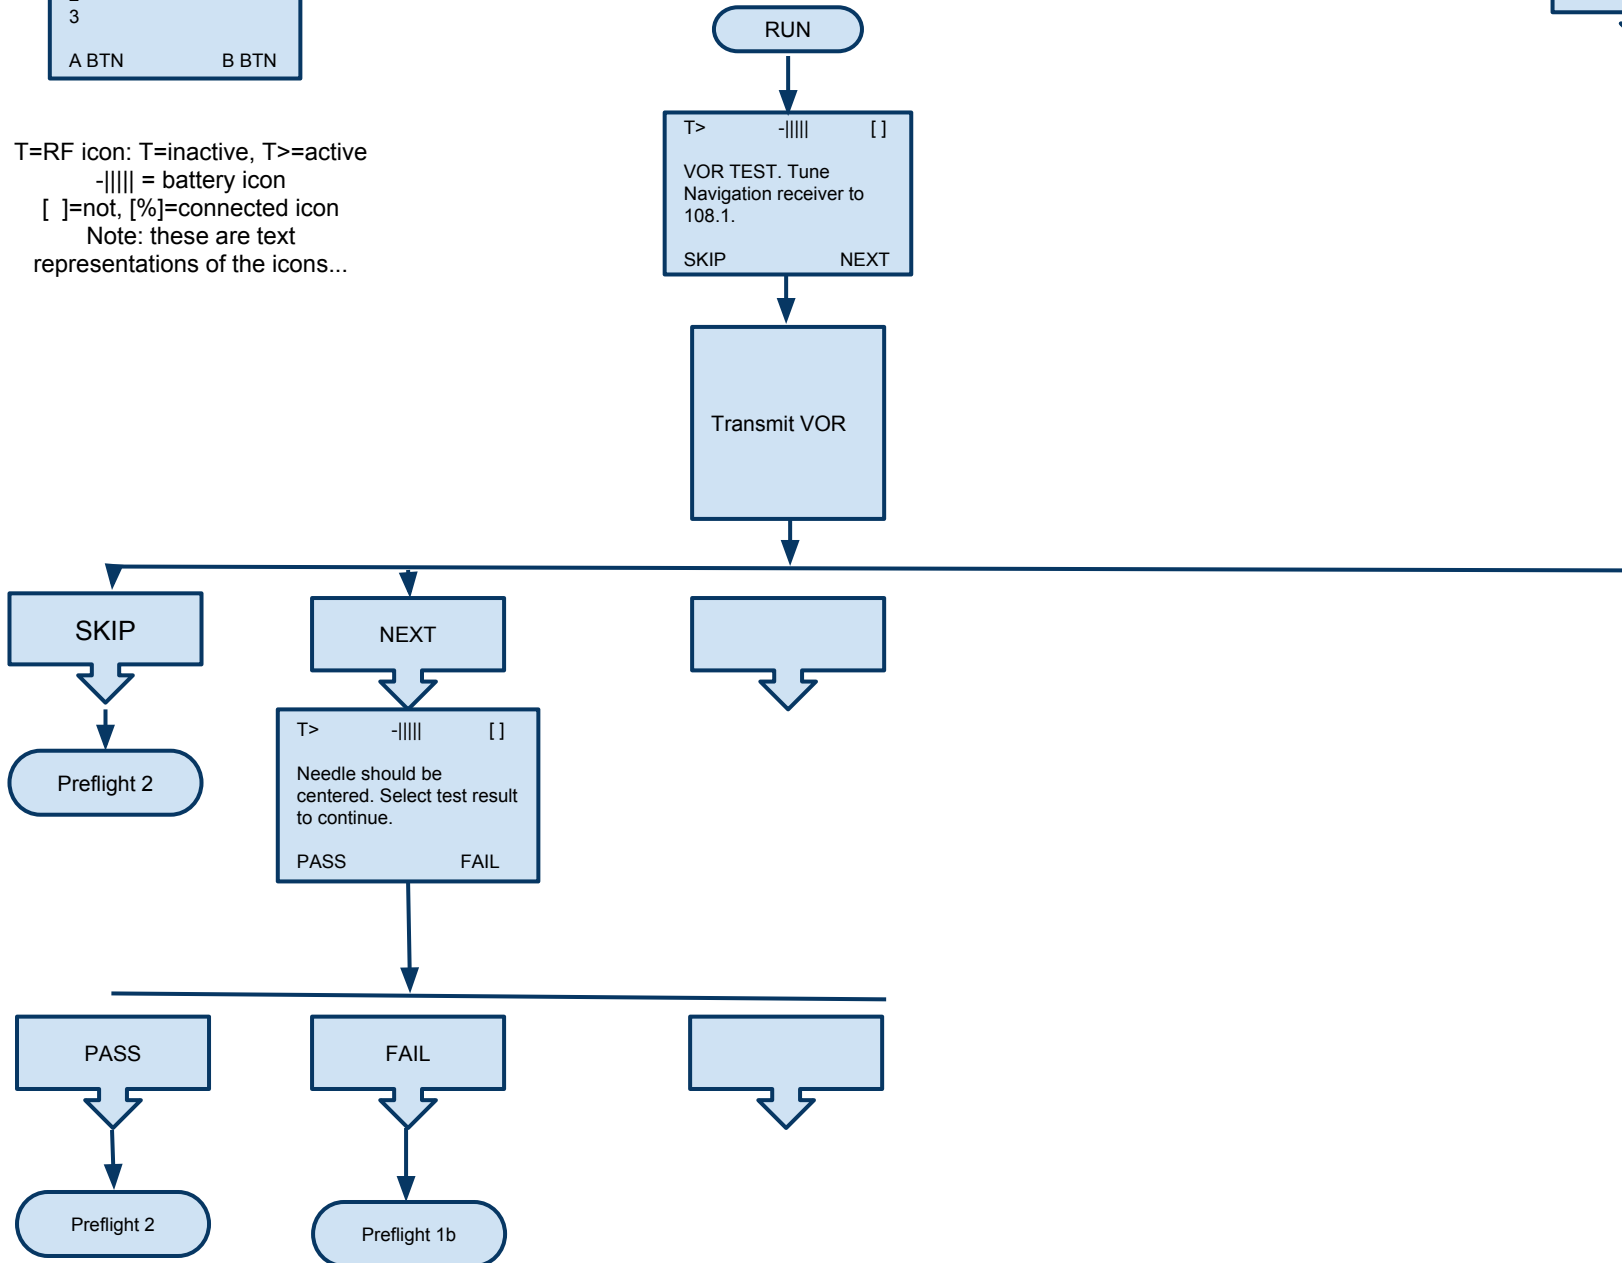 3
A BTN B BTN
T=RF icon: T=inactive, T>=active
-||||| = battery icon
[ ]=not, [%]=connected icon
Note: these are text
representations of the icons...
RUN
T> -||||| [ ]
VOR TEST. Tune
Navigation receiver to
108.1.
SKIP NEXT
Transmit VOR
SKIP
NEXT
Preflight 2
T> -||||| [ ]
Needle should be
centered. Select test result
to continue.
PASS FAIL
PASS
FAIL
Preflight 2
Preflight 1b